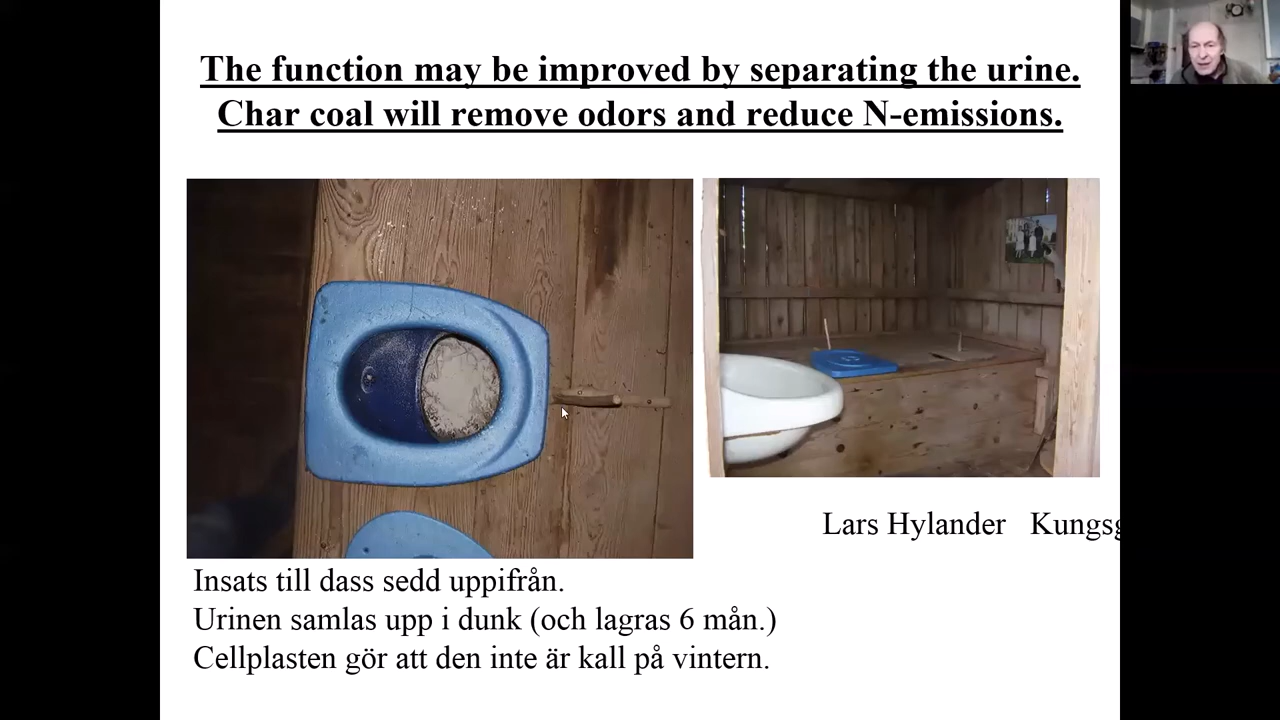 The function may be improved by separating the urine.
Char coal will remove odors and reduce N-emissions.
Lars Hylander Kungsg
Insats till dass sedd uppifrån.
Urinen samlas upp i dunk (och lagras 6 mån.)
Cellplasten gör att den inte är kall på vintern.